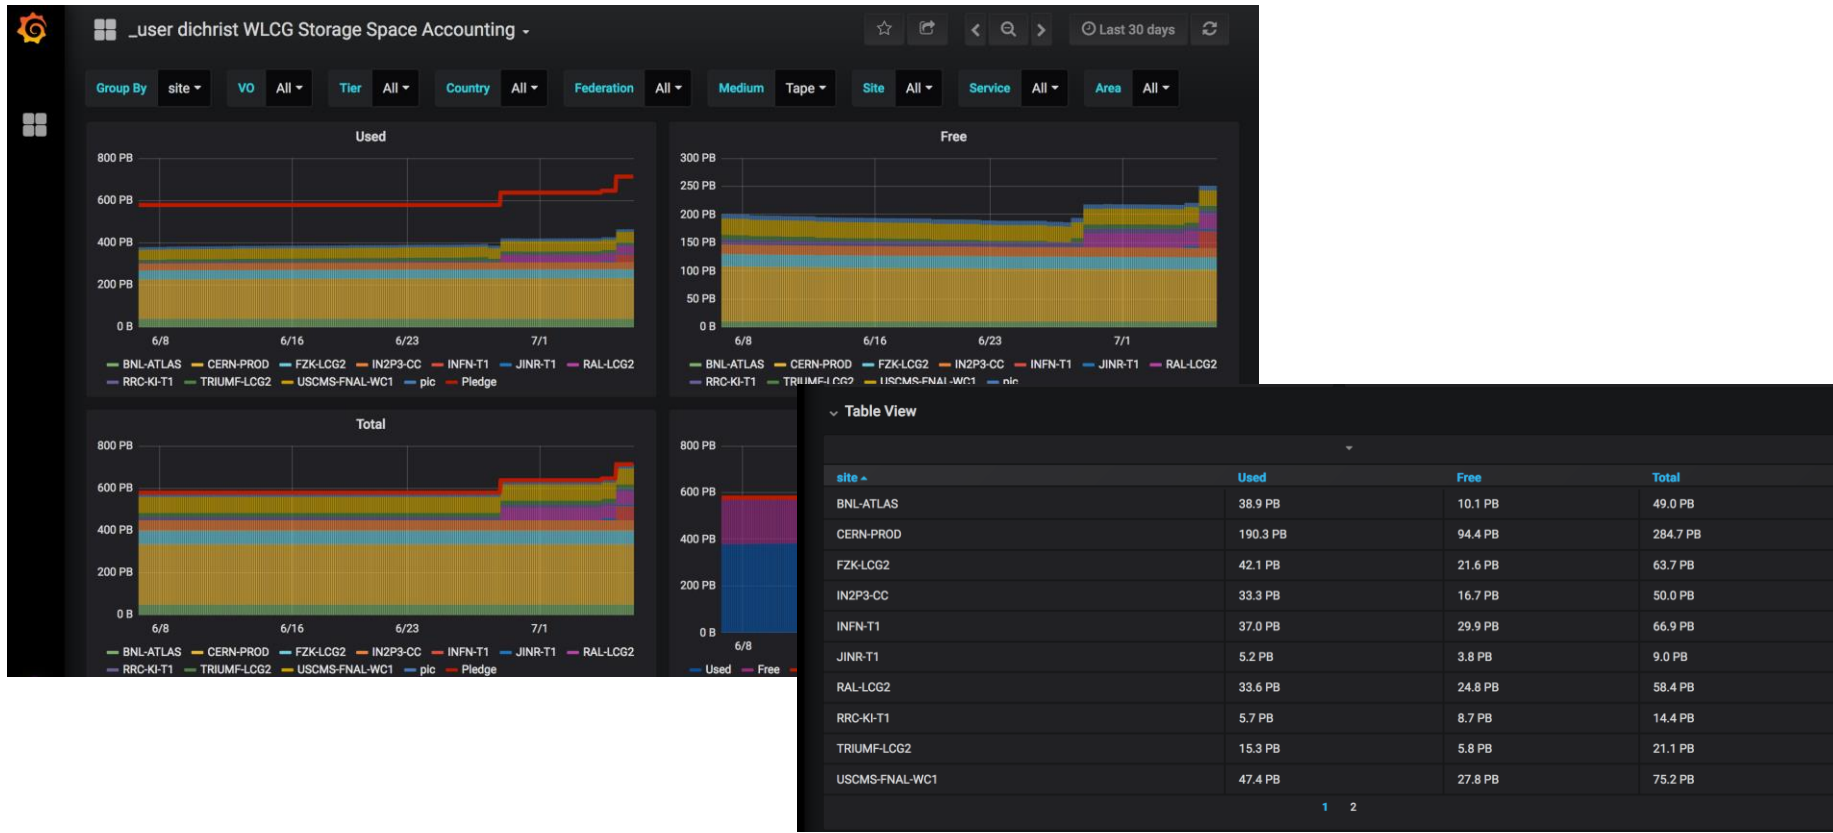 _user dichrist WLCG Storage Space Accounting
Last 30 days
Group By site VO All Tier All Country All Federation All Medium Tape Site All Service All Area All
Used
800 PB
600 PB
400 PB
200 PB
0 B
6/8 6/16 6/23 7/1
BNL-ATLAS CERN-PROD FZK-LCG2 IN2P3-CC INFN-T1 JINR-T1 RAL-LCG2
RRC-KI-T1 TRIUMF-LCG2 USCMS-FNAL-WC1 pic Pledge
Free
300 PB
250 PB
200 PB
150 PB
100 PB
50 PB
0 B
6/8 6/16 6/23 7/1
BNL-ATLAS CERN-PROD FZK-LCG2 IN2P3-CC INFN-T1 JINR-T1 RAL-LCG2
RRC-KI-T1 TRIUMF-LCG2 USCMS-FNAL-WC1 pic
Total
800 PB
600 PB
400 PB
200 PB
0 B
6/8 6/16 6/23 7/1
BNL-ATLAS CERN-PROD FZK-LCG2 IN2P3-CC INFN-T1 JINR-T1 RAL-LCG2
RRC-KI-T1 TRIUMF-LCG2 USCMS-FNAL-WC1 pic Pledge
800 PB
600 PB
400 PB
200 PB
0 B
6/8
Used Free
Table View
site Used Free Total
BNL-ATLAS 38.9 PB 10.1 PB 49.0 PB
CERN-PROD 190.3 PB 94.4 PB 284.7 PB
FZK-LCG2 42.1 PB 21.6 PB 63.7 PB
IN2P3-CC 33.3 PB 16.7 PB 50.0 PB
INFN-T1 37.0 PB 29.9 PB 66.9 PB
JINR-T1 5.2 PB 3.8 PB 9.0 PB
RAL-LCG2 33.6 PB 24.8 PB 58.4 PB
RRC-KI-T1 5.7 PB 8.7 PB 14.4 PB
TRIUMF-LCG2 15.3 PB 5.8 PB 21.1 PB
USCMS-FNAL-WC1 47.4 PB 27.8 PB 75.2 PB
1 2